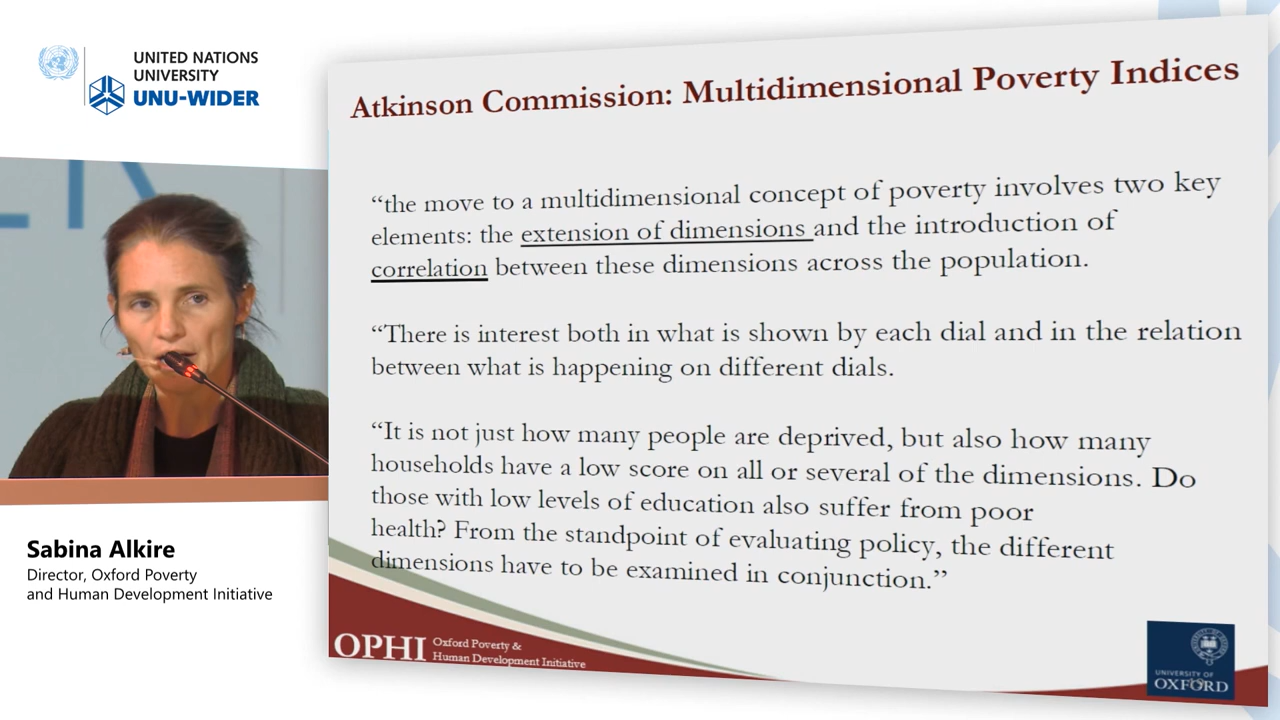 UNITED NATIONS
UNIVERSITY
UNU-WIDER
Atkinson Commission: Multidimensional Poverty Indices
“the move to a multidimensional concept of poverty involves two key
elements: the extension of dimensions and the introduction of
correlation between these dimensions across the population.
“There is interest both in what is shown by each dial and in the relation
between what is happening on different dials.
“It is not just how many people are deprived, but also how many
households have a low score on all or several of the dimensions. Do
those with low levels of education also suffer from poor
health? From the standpoint of evaluating policy, the different
dimensions have to be examined in conjunction.”
Sabina Alkire
Director, Oxford Poverty
and Human Development Initiative
OPHI
Oxford Poverty &
Human Development Initiative
UNIVERSITY OF
OXFORD